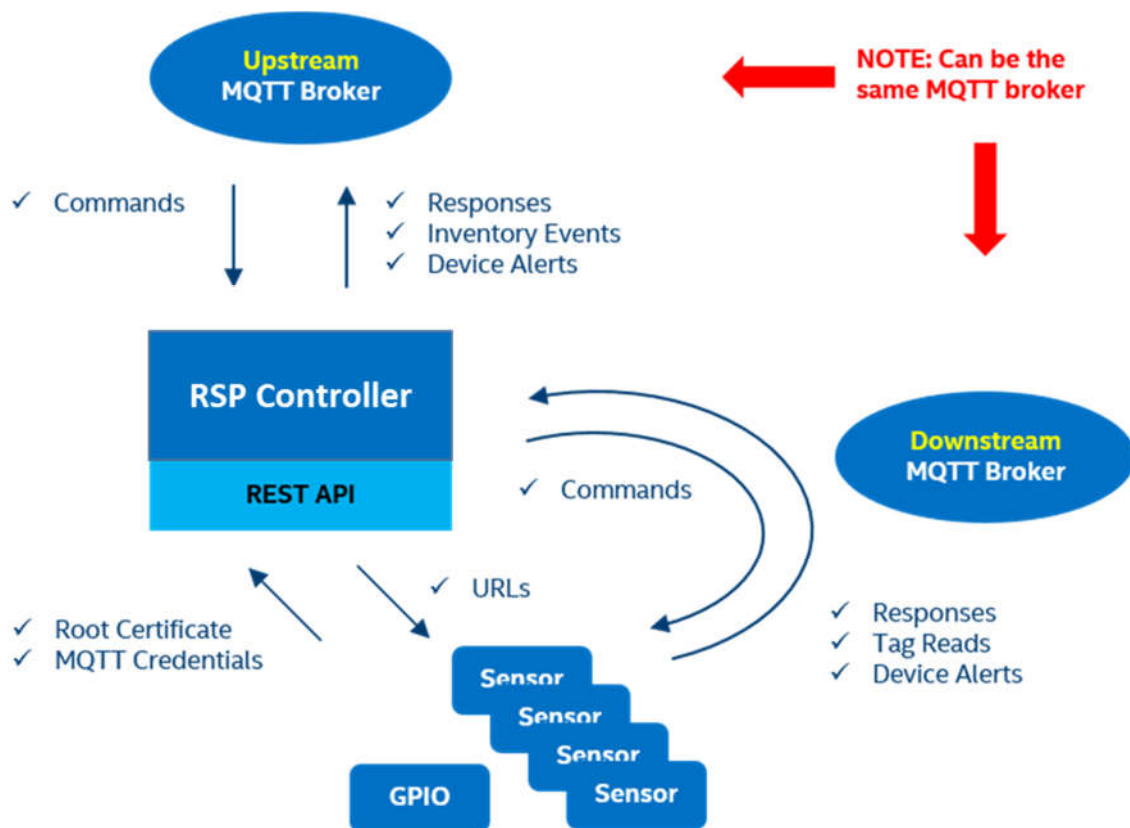 Upstream
MQTT Broker
NOTE: Can be the
same MQTT broker
✓ Commands
✓ Responses
✓ Inventory Events
✓ Device Alerts
RSP Controller
REST API
Downstream
MQTT Broker
✓ Commands
✓ URLs
✓ Root Certificate
✓ MQTT Credentials
✓ Responses
✓ Tag Reads
✓ Device Alerts
Sensor
Sensor
Sensor
Sensor
GPIO